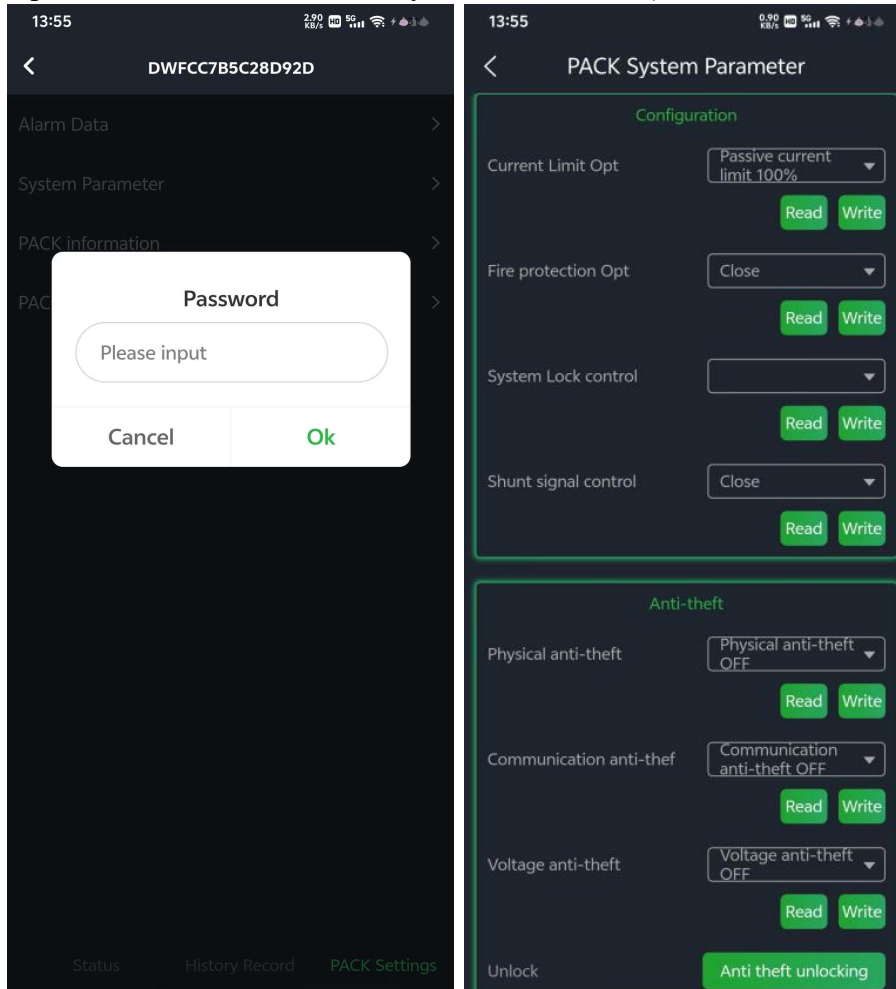 13:55
2.90 KB/s HD 5G
DWFCC7B5C28D92D
Alarm Data
System Parameter
PACK information
PAC
Password
Please input
Cancel Ok
Status History Record PACK Settings
13:55
0.90 KB/s HD 5G
PACK System Parameter
Configuration
Current Limit Opt
Passive current
limit 100%
Read Write
Fire protection Opt Close
Read Write
System Lock control
Read Write
Shunt signal control Close
Read Write
Anti-theft
Physical anti-theft
Physical anti-theft
OFF
Read Write
Communication anti-thef
Communication
anti-theft OFF
Read Write
Voltage anti-theft
Voltage anti-theft
OFF
Read Write
Unlock Anti theft unlocking